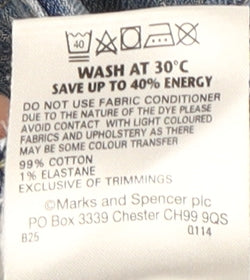 40
WASH AT 30°C
SAVE UP TO 40% ENERGY
DO NOT USE FABRIC CONDITIONER
DUE TO THE NATURE OF THE DYE PLEASE
AVOID CONTACT WITH LIGHT COLOURED
FABRICS AND UPHOLSTERY AS THERE
MAY BE SOME COLOUR TRANSFER
99% COTTON
1% ELASTANE
EXCLUSIVE OF TRIMMINGS
©Marks and Spencer plc
PO Box 3339 Chester CH99 9QS
B25 0114